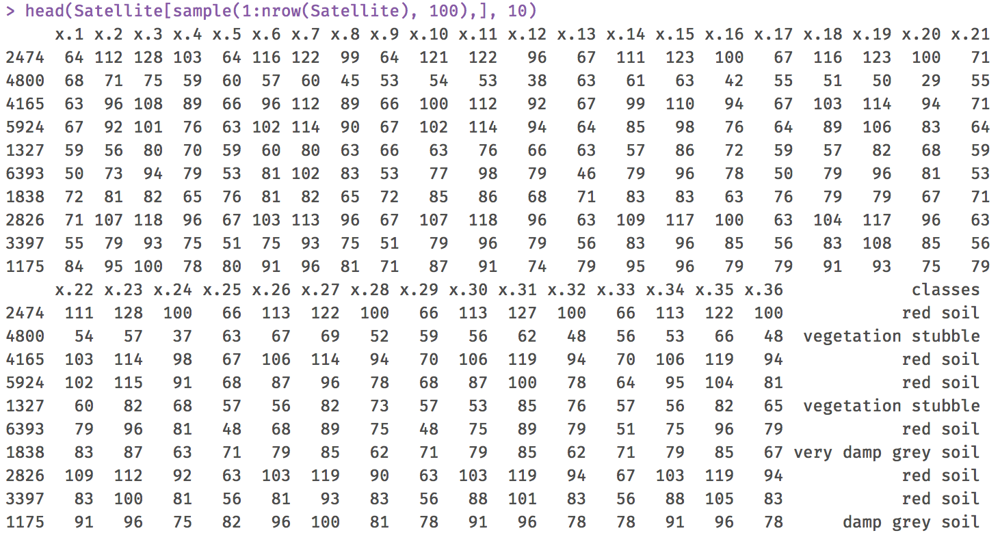 > head(Satellite[sample(1:nrow(Satellite), 100),], 10)
x.1 x.2 x.3 x.4 x.5 x.6 x.7 x.8 x.9 x.10 x.11 x.12 x.13 x.14 x.15 x.16 x.17 x.18 x.19 x.20 x.21
2474 64 112 128 103 64 116 122 99 64 121 122 96 67 111 123 100 67 116 123 100 71
4800 68 71 75 59 60 57 60 45 53 54 53 38 63 61 63 42 55 51 50 29 55
4165 63 96 108 89 66 96 112 89 66 100 112 92 67 99 110 94 67 103 114 94 71
5924 67 92 101 76 63 102 114 90 67 102 114 94 64 85 98 76 64 89 106 83 64
1327 59 56 80 70 59 60 80 63 66 63 76 66 63 57 86 72 59 57 82 68 59
6393 50 73 94 79 53 81 102 83 53 77 98 79 46 79 96 78 50 79 96 81 53
1838 72 81 82 65 76 81 82 65 72 85 86 68 71 83 83 63 76 79 79 67 71
2826 71 107 118 96 67 103 113 96 67 107 118 96 63 109 117 100 63 104 117 96 63
3397 55 79 93 75 51 75 93 75 51 79 96 79 56 83 96 85 56 83 108 85 56
1175 84 95 100 78 80 91 96 81 71 87 91 74 79 95 96 79 79 91 93 75 79
x.22 x.23 x.24 x.25 x.26 x.27 x.28 x.29 x.30 x.31 x.32 x.33 x.34 x.35 x.36 classes
2474 111 128 100 66 113 122 100 66 113 127 100 66 113 122 100 red soil
4800 54 57 37 63 67 69 52 59 56 62 48 56 53 66 48 vegetation stubble
4165 103 114 98 67 106 114 94 70 106 119 94 70 106 119 94 red soil
5924 102 115 91 68 87 96 78 68 87 100 78 64 95 104 81 red soil
1327 60 82 68 57 56 82 73 57 53 85 76 57 56 82 65 vegetation stubble
6393 79 96 81 48 68 89 75 48 75 89 79 51 75 96 79 red soil
1838 83 87 63 71 79 85 62 71 79 85 62 71 79 85 67 very damp grey soil
2826 109 112 92 63 103 119 90 63 103 119 94 67 103 119 94 red soil
3397 83 100 81 56 81 93 83 56 88 101 83 56 88 105 83 red soil
1175 91 96 75 82 96 100 81 78 91 96 78 78 91 96 78 damp grey soil